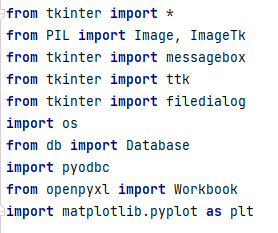 from tkinter import *
from PIL import Image, ImageTk
from tkinter import messagebox
from tkinter import ttk
from tkinter import filedialog
import os
from db import Database
import pyodbc
from openpyxl import Workbook
import matplotlib.pyplot as plt